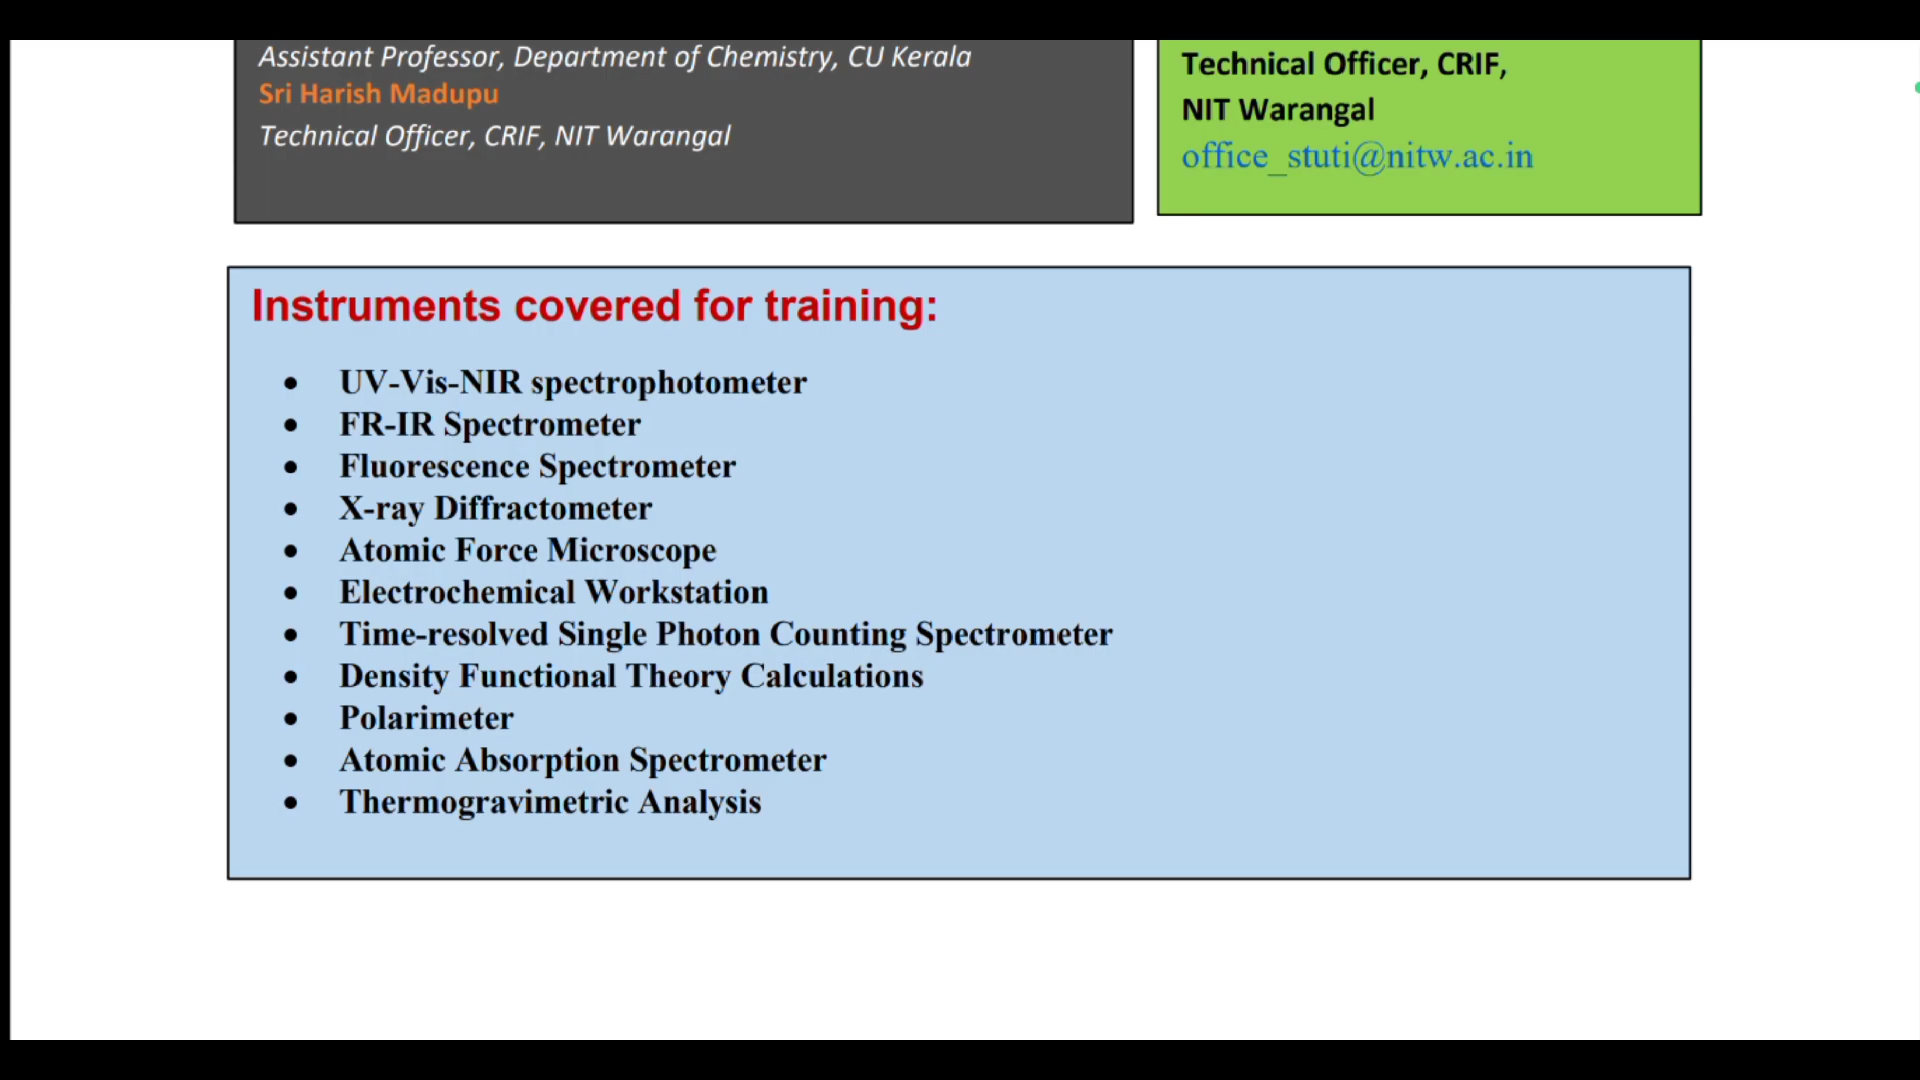 Assistant Professor, Department of Chemistry, CU Kerala
Sri Harish Madupu
Technical Officer, CRIF, NIT Warangal
Technical Officer, CRIF,
NIT Warangal
office_stuti@nitw.ac.in
Instruments covered for training:
• UV-Vis-NIR spectrophotometer
• FR-IR Spectrometer
• Fluorescence Spectrometer
• X-ray Diffractometer
• Atomic Force Microscope
• Electrochemical Workstation
• Time-resolved Single Photon Counting Spectrometer
• Density Functional Theory Calculations
• Polarimeter
• Atomic Absorption Spectrometer
• Thermogravimetric Analysis